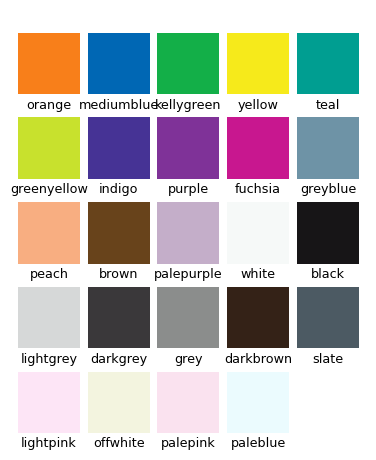 orange mediumblue kellygreen yellow teal
greenyellow indigo purple fuchsia greyblue
peach brown palepurple white black
lightgrey darkgrey grey darkbrown slate
lightpink offwhite palepink paleblue